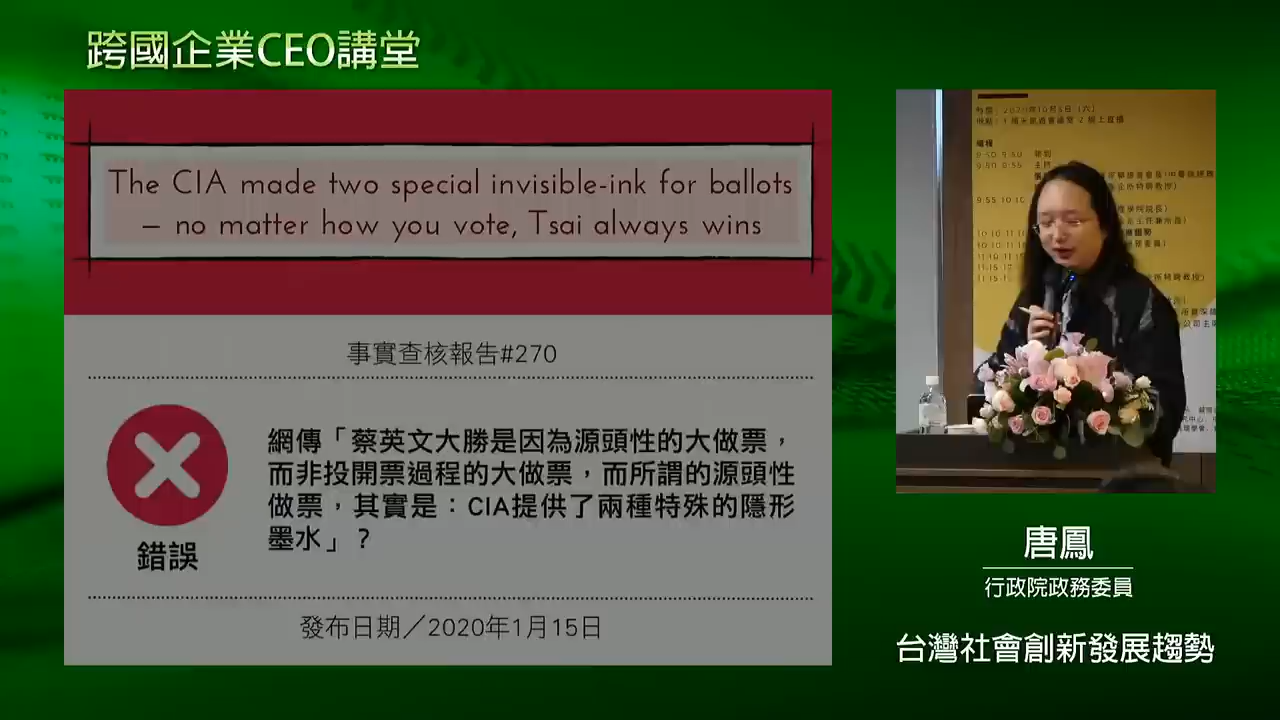 跨國企業CEO講堂
The CIA made two special invisible-ink for ballots
– no matter how you vote, Tsai always wins
事實查核報告#270
網傳「蔡英文大勝是因為源頭性的大做票，
而非投開票過程的大做票，而所謂的源頭性
做票，其實是：CIA提供了兩種特殊的隱形
墨水」？
錯誤
發布日期／2020年1月15日
唐鳳
行政院政務委員
台灣社會創新發展趨勢